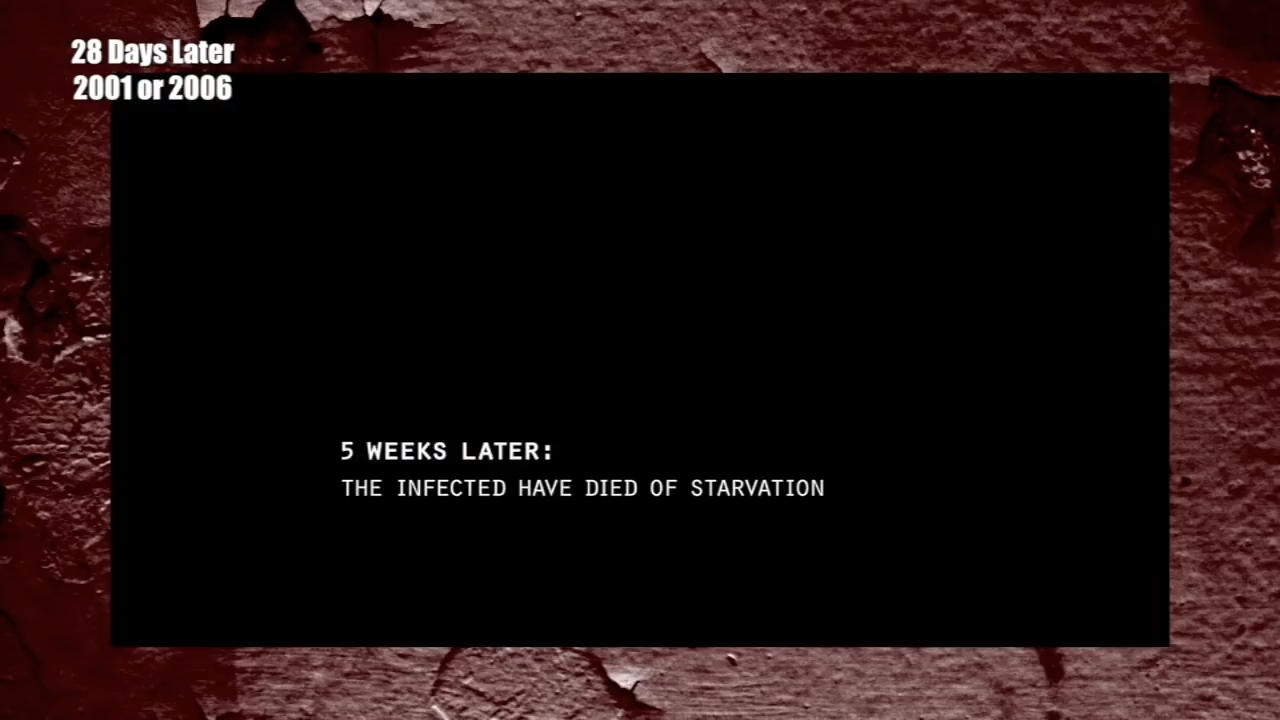 28 Days Later
2001 or 2006
5 WEEKS LATER:
THE INFECTED HAVE DIED OF STARVATION